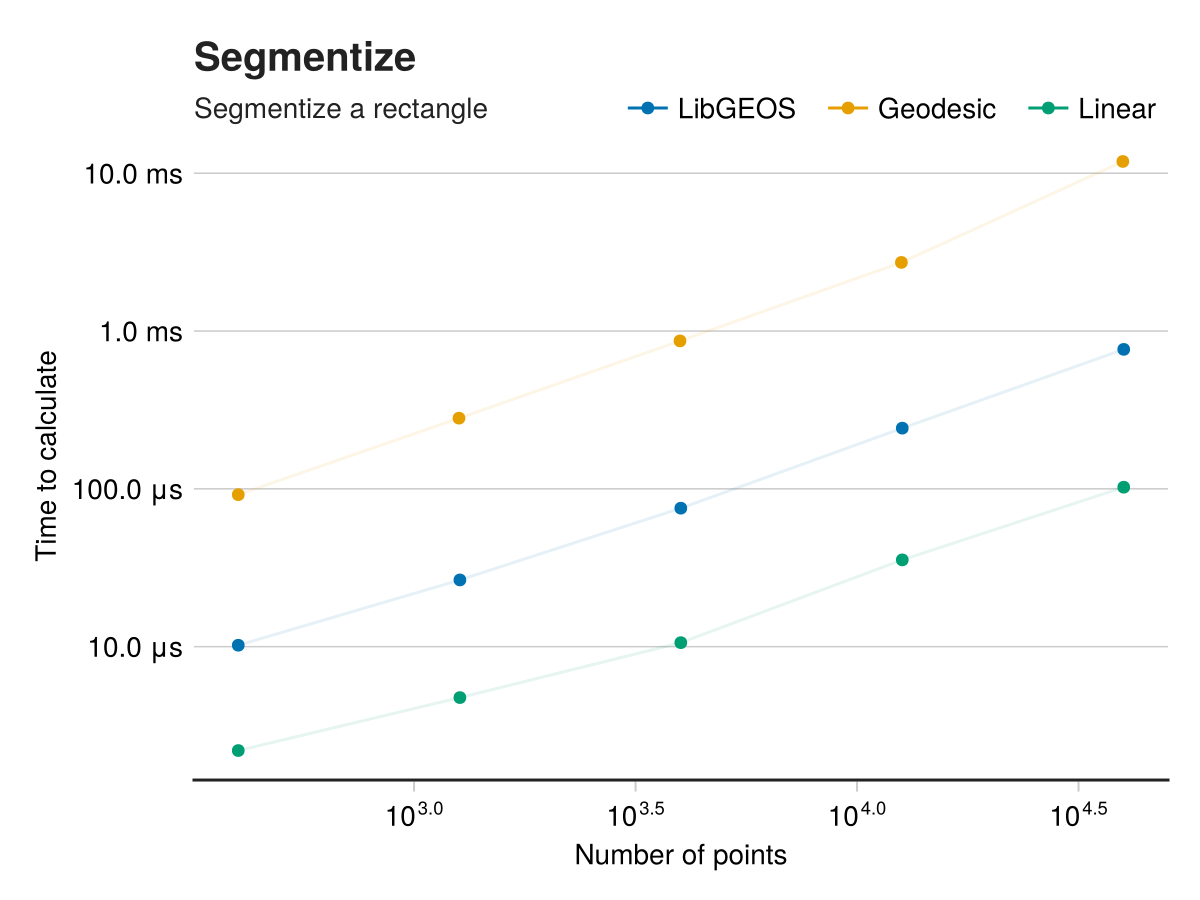 Segmentize
Segmentize a rectangle
LibGEOS Geodesic Linear
Time to calculate
10.0 ms
1.0 ms
100.0 µs
10.0 µs
10^3.0 10^3.5 10^4.0 10^4.5
Number of points